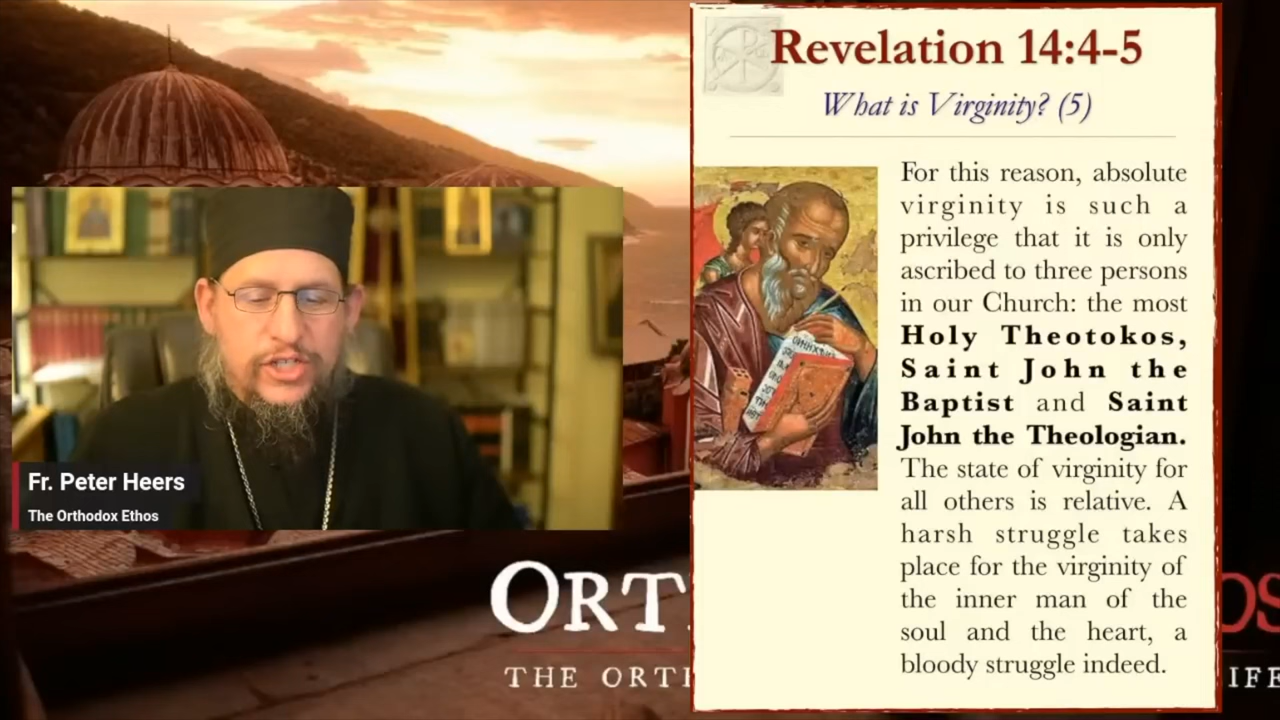 Revelation 14:4-5
What is Virginity? (5)
For this reason, absolute
virginity is such a
privilege that it is only
ascribed to three persons
in our Church: the most
Holy Theotokos,
Saint John the
Baptist and Saint
John the Theologian.
The state of virginity for
all others is relative. A
harsh struggle takes
place for the virginity of
the inner man of the
soul and the heart, a
bloody struggle indeed.
Fr. Peter Heers
The Orthodox Ethos
ORT
OS
THE ORT
IFE